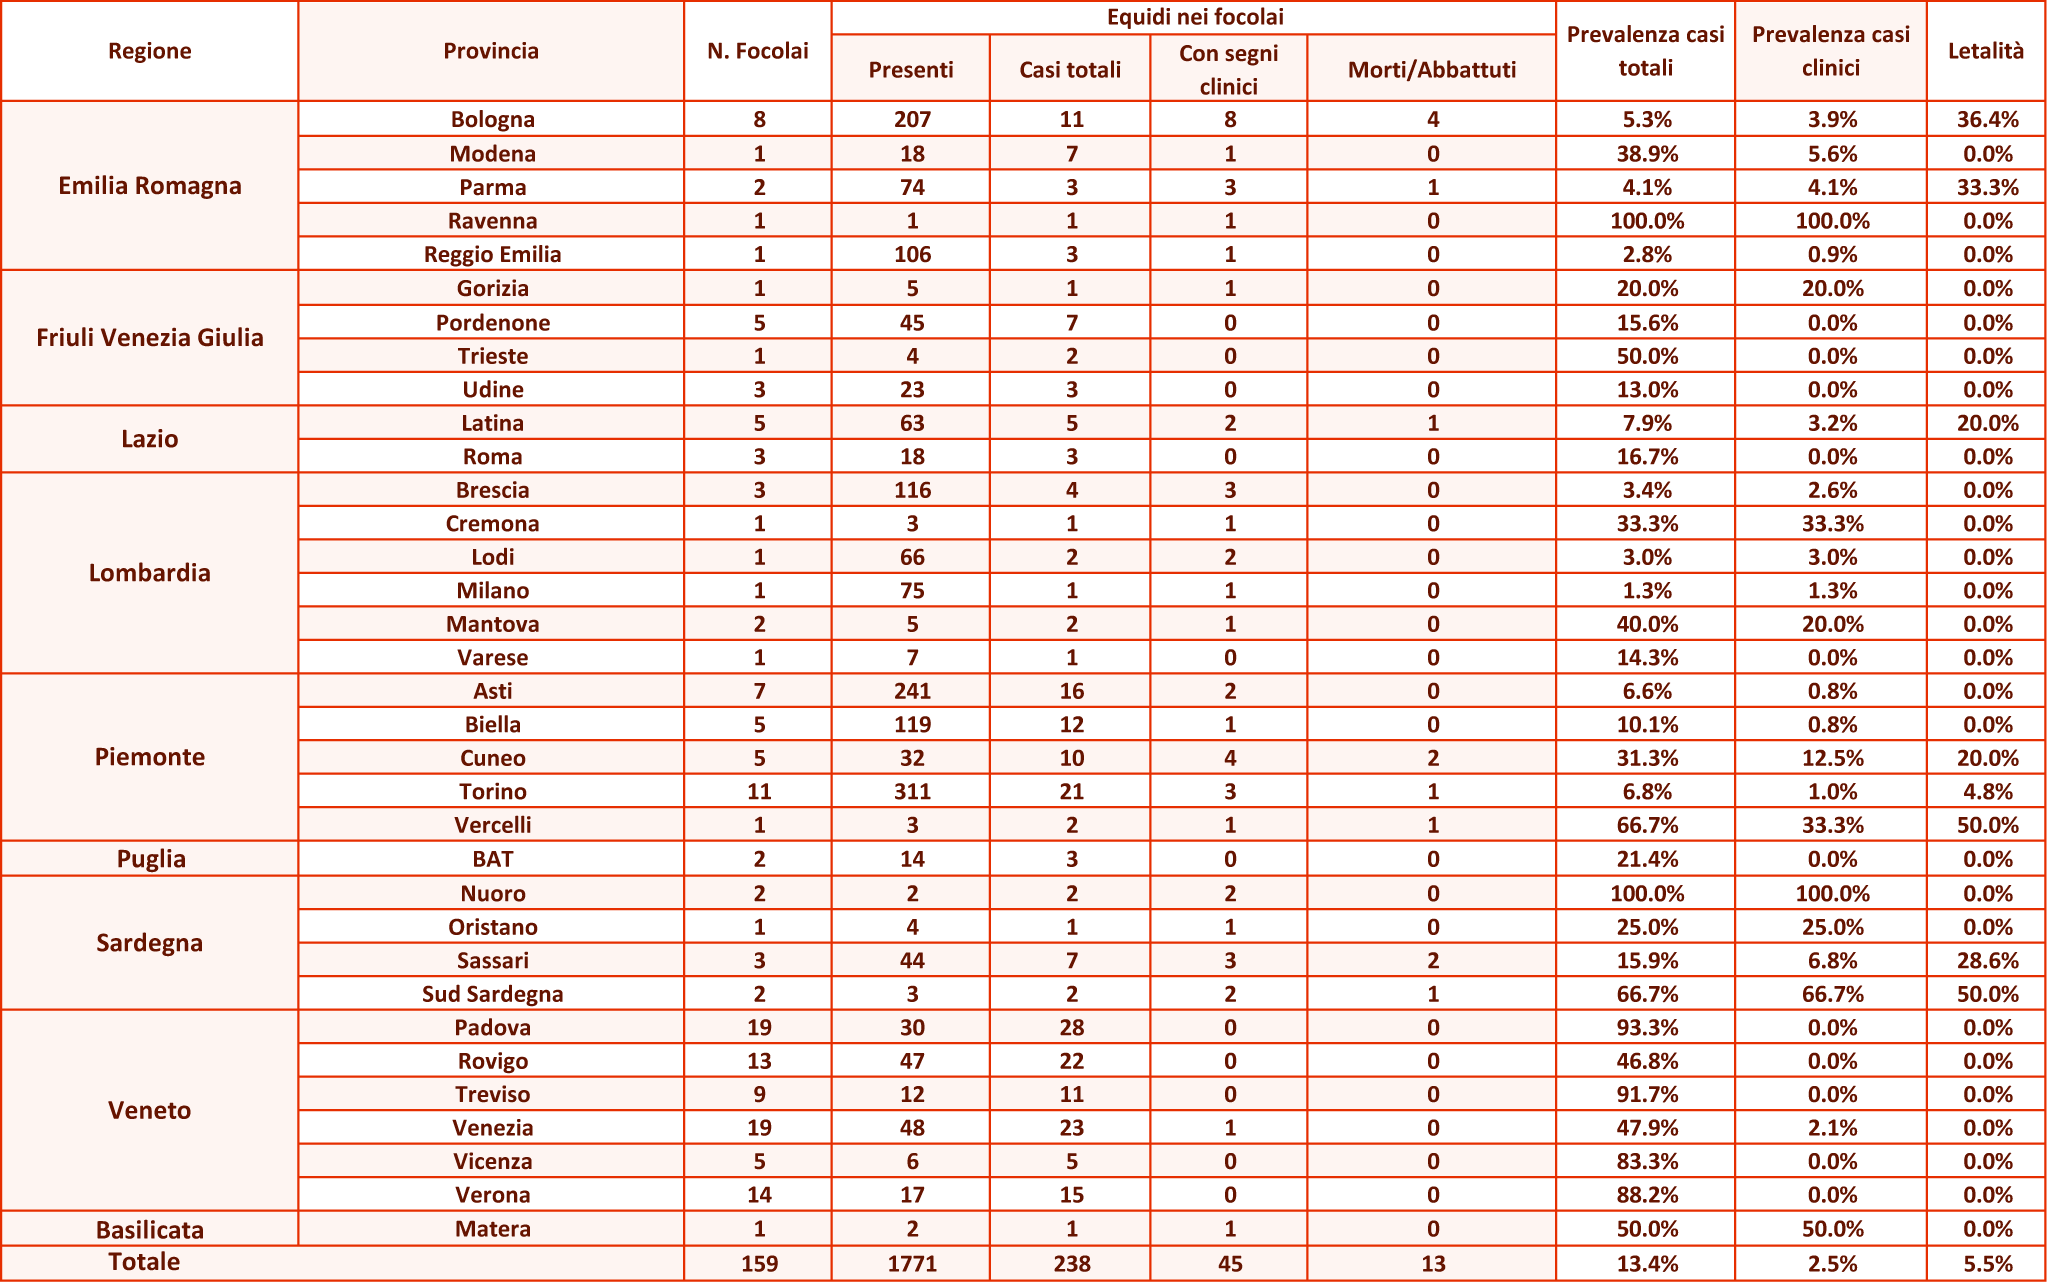 Regione Provincia N. Focolai Equidi nei focolai Prevalenza casi totali Prevalenza casi clinici Letalità
Presenti Casi totali Con segni clinici Morti/Abbattuti
Emilia Romagna Bologna 8 207 11 8 4 5.3% 3.9% 36.4%
Modena 1 18 7 1 0 38.9% 5.6% 0.0%
Parma 2 74 3 3 1 4.1% 4.1% 33.3%
Ravenna 1 1 1 1 0 100.0% 100.0% 0.0%
Reggio Emilia 1 106 3 1 0 2.8% 0.9% 0.0%
Friuli Venezia Giulia Gorizia 1 5 1 1 0 20.0% 20.0% 0.0%
Pordenone 5 45 7 0 0 15.6% 0.0% 0.0%
Trieste 1 4 2 0 0 50.0% 0.0% 0.0%
Udine 3 23 3 0 0 13.0% 0.0% 0.0%
Lazio Latina 5 63 5 2 1 7.9% 3.2% 20.0%
Roma 3 18 3 0 0 16.7% 0.0% 0.0%
Lombardia Brescia 3 116 4 3 0 3.4% 2.6% 0.0%
Cremona 1 3 1 1 0 33.3% 33.3% 0.0%
Lodi 1 66 2 2 0 3.0% 3.0% 0.0%
Milano 1 75 1 1 0 1.3% 1.3% 0.0%
Mantova 2 5 2 1 0 40.0% 20.0% 0.0%
Varese 1 7 1 0 0 14.3% 0.0% 0.0%
Piemonte Asti 7 241 16 2 0 6.6% 0.8% 0.0%
Biella 5 119 12 1 0 10.1% 0.8% 0.0%
Cuneo 5 32 10 4 2 31.3% 12.5% 20.0%
Torino 11 311 21 3 1 6.8% 1.0% 4.8%
Vercelli 1 3 2 1 1 66.7% 33.3% 50.0%
Puglia BAT 2 14 3 0 0 21.4% 0.0% 0.0%
Sardegna Nuoro 2 2 2 2 0 100.0% 100.0% 0.0%
Oristano 1 4 1 1 0 25.0% 25.0% 0.0%
Sassari 3 44 7 3 2 15.9% 6.8% 28.6%
Sud Sardegna 2 3 2 2 1 66.7% 66.7% 50.0%
Veneto Padova 19 30 28 0 0 93.3% 0.0% 0.0%
Rovigo 13 47 22 0 0 46.8% 0.0% 0.0%
Treviso 9 12 11 0 0 91.7% 0.0% 0.0%
Venezia 19 48 23 1 0 47.9% 2.1% 0.0%
Vicenza 5 6 5 0 0 83.3% 0.0% 0.0%
Verona 14 17 15 0 0 88.2% 0.0% 0.0%
Basilicata Matera 1 2 1 1 0 50.0% 50.0% 0.0%
Totale 159 1771 238 45 13 13.4% 2.5% 5.5%